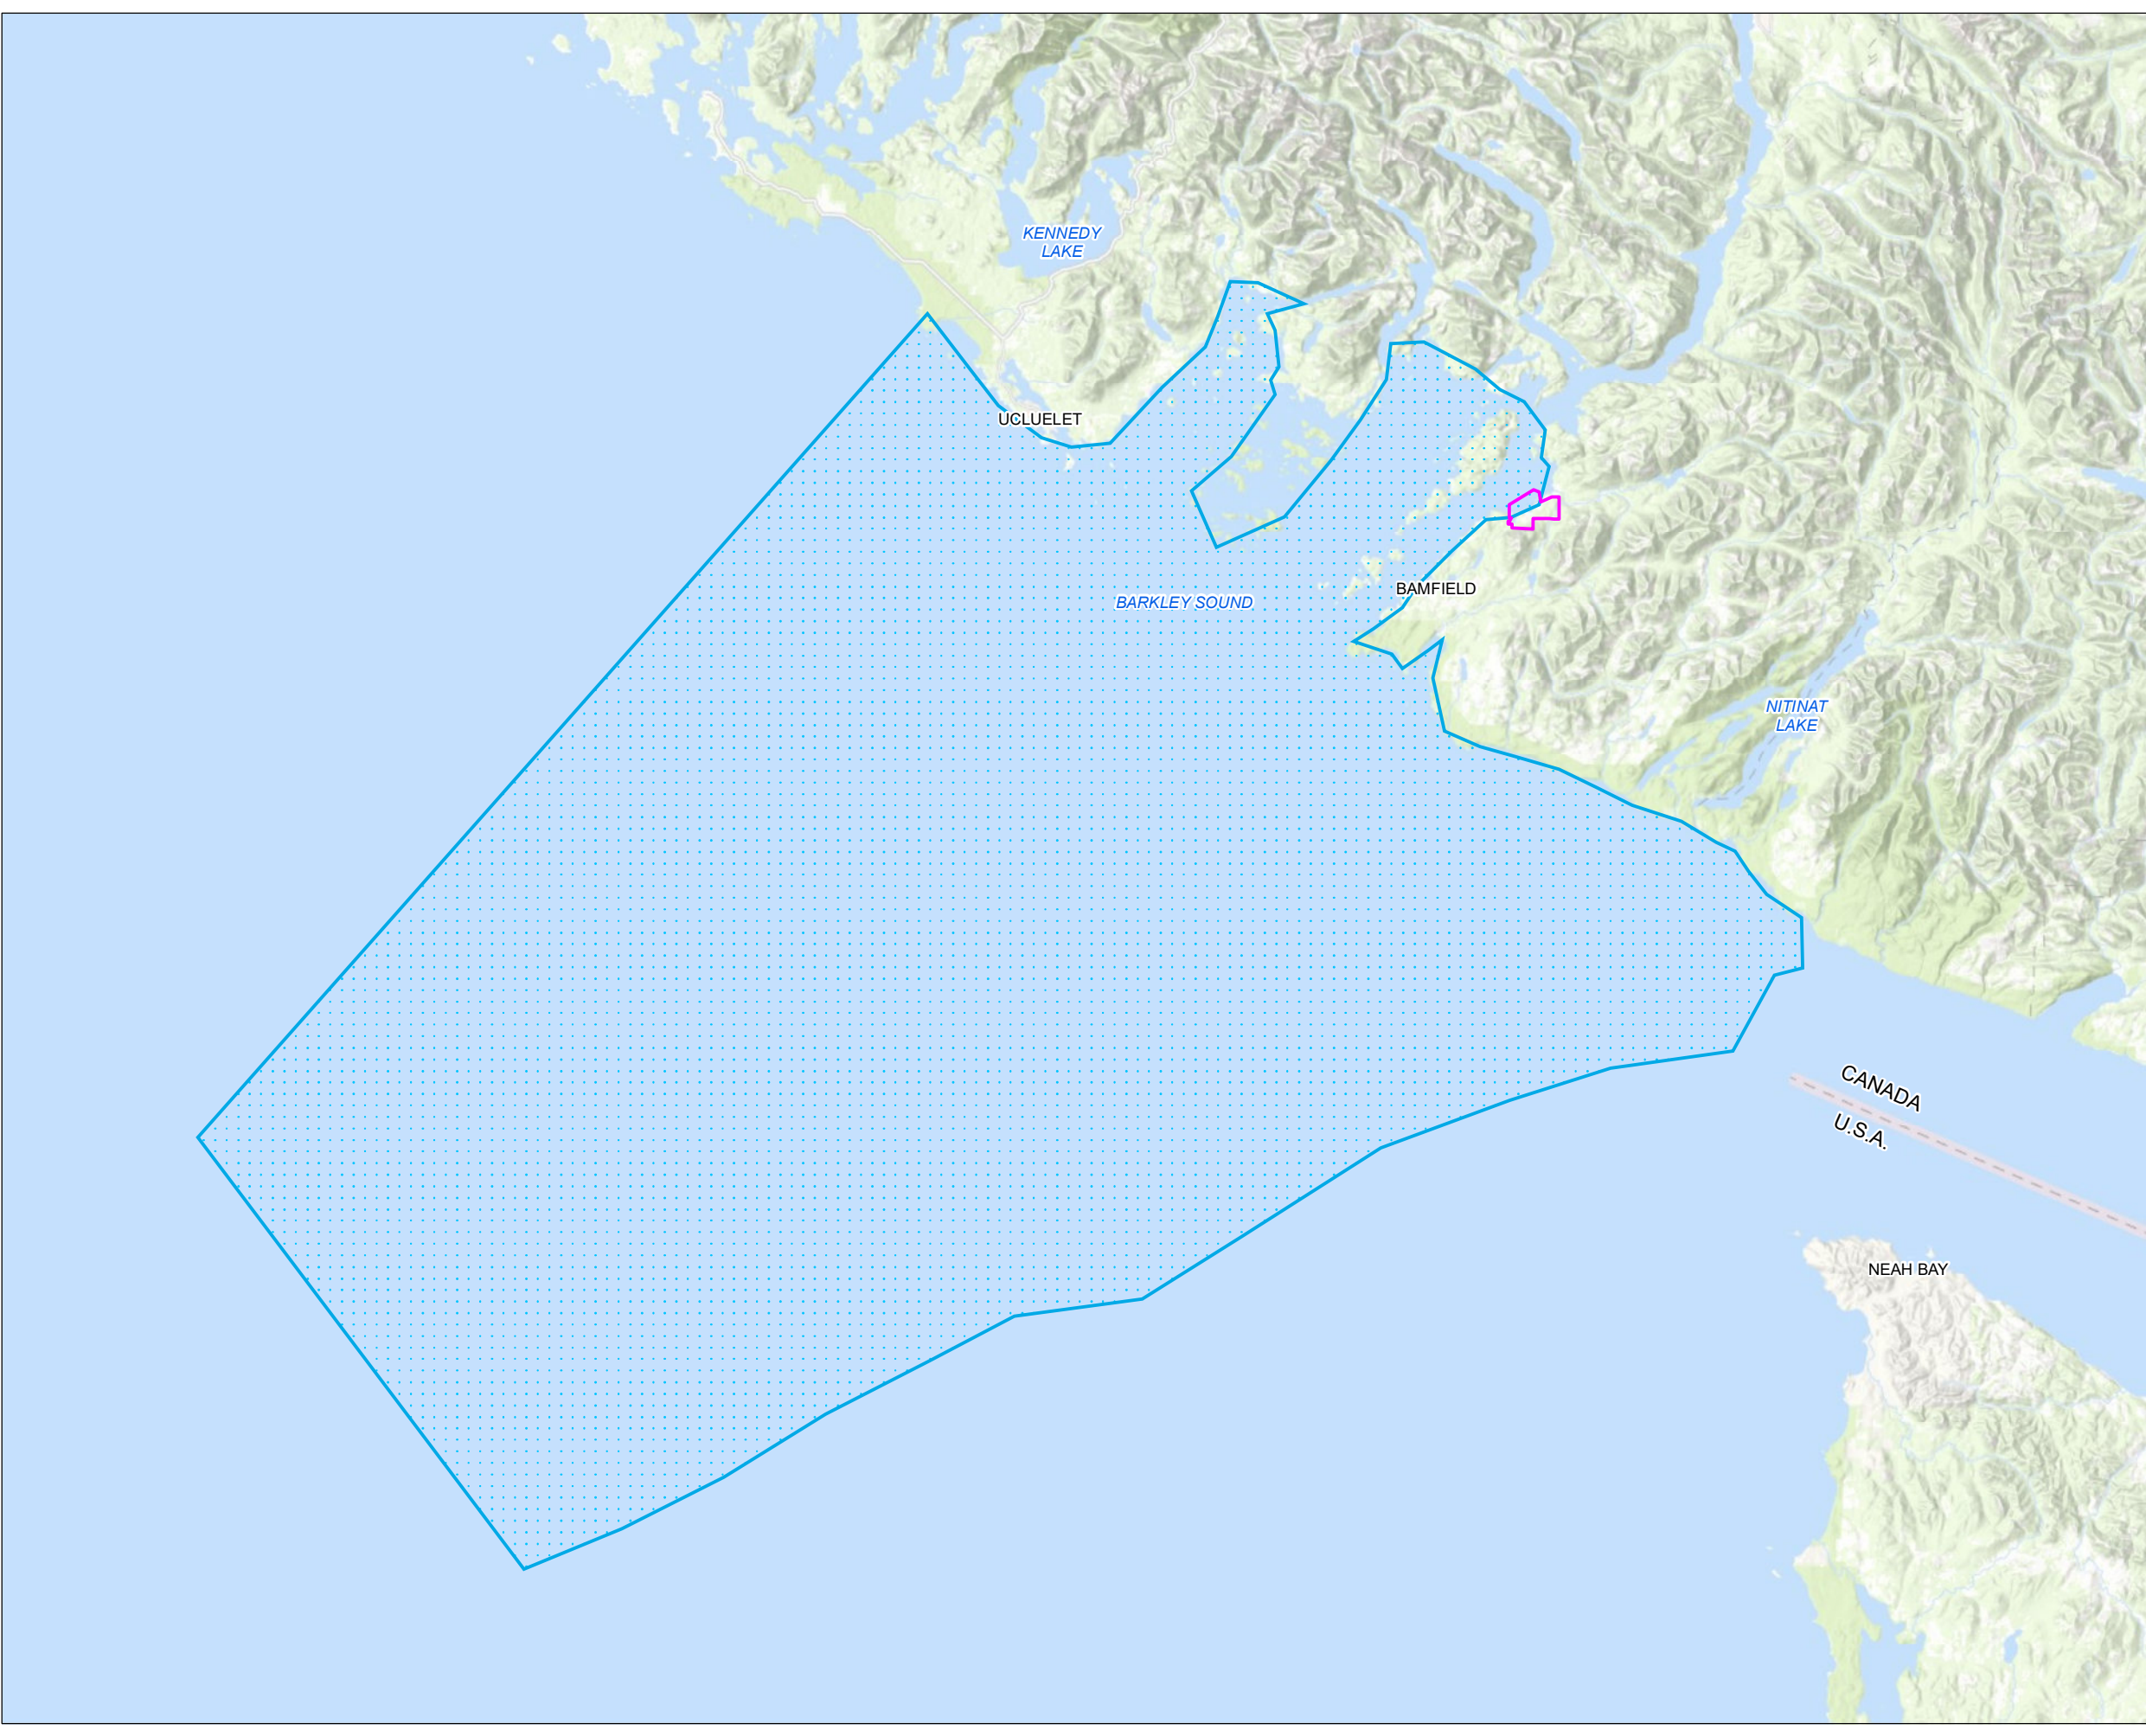 KENNEDY
LAKE
UCLUELET
BAMFIELD
BARKLEY SOUND
NITINAT
LAKE
CANADA
U.S.A.
NEAH BAY